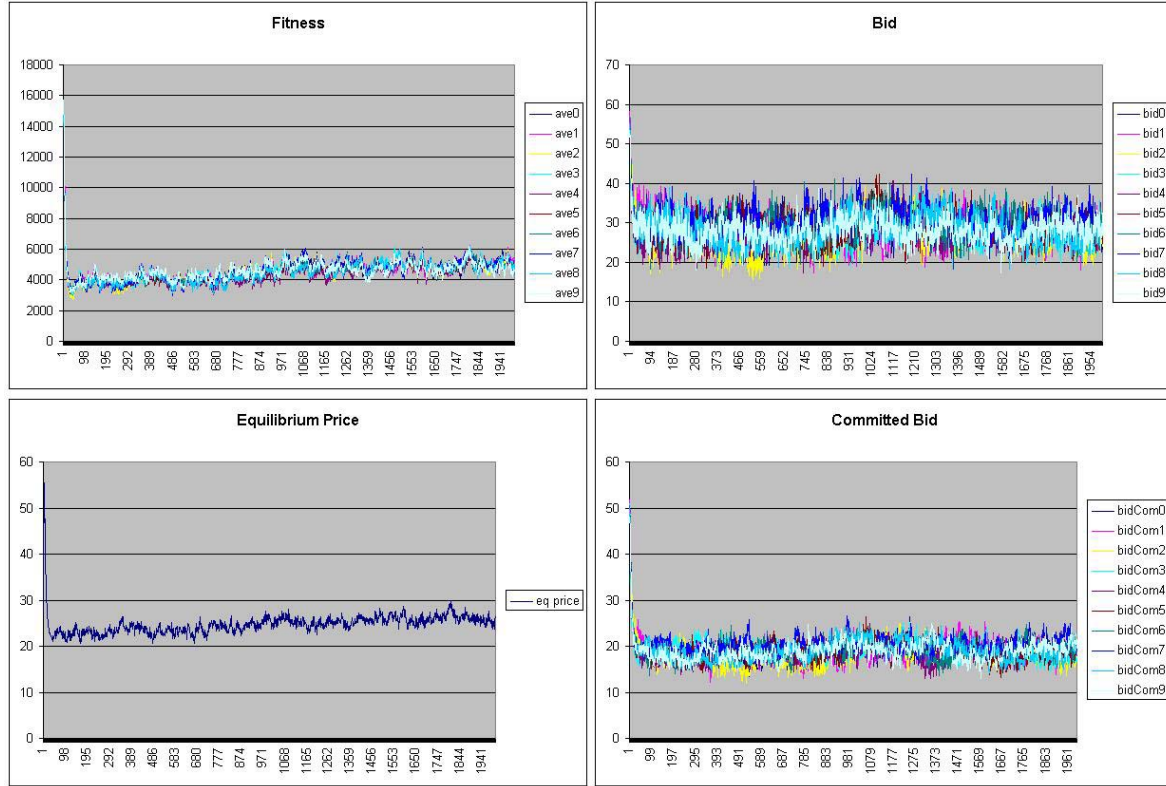 Fitness
18000
16000
14000
12000
10000
8000
6000
4000
2000
0
1 98 195 292 389 486 583 680 777 874 971 1068 1165 1262 1359 1456 1553 1650 1747 1844 1941
ave0
ave1
ave2
ave3
ave4
ave5
ave6
ave7
ave8
ave9
Bid
70
60
50
40
30
20
10
0
1 94 187 280 373 466 559 652 745 838 931 1024 1117 1210 1303 1396 1489 1582 1675 1768 1861 1954
bid0
bid1
bid2
bid3
bid4
bid5
bid6
bid7
bid8
bid9
Equilibrium Price
60
50
40
30
20
10
0
1 98 195 292 389 486 583 680 777 874 971 1068 1165 1262 1359 1456 1553 1650 1747 1844 1941
eq price
Committed Bid
60
50
40
30
20
10
0
1 99 197 295 393 491 589 687 785 883 981 1079 1177 1275 1373 1471 1569 1667 1765 1863 1961
bidCom0
bidCom1
bidCom2
bidCom3
bidCom4
bidCom5
bidCom6
bidCom7
bidCom8
bidCom9